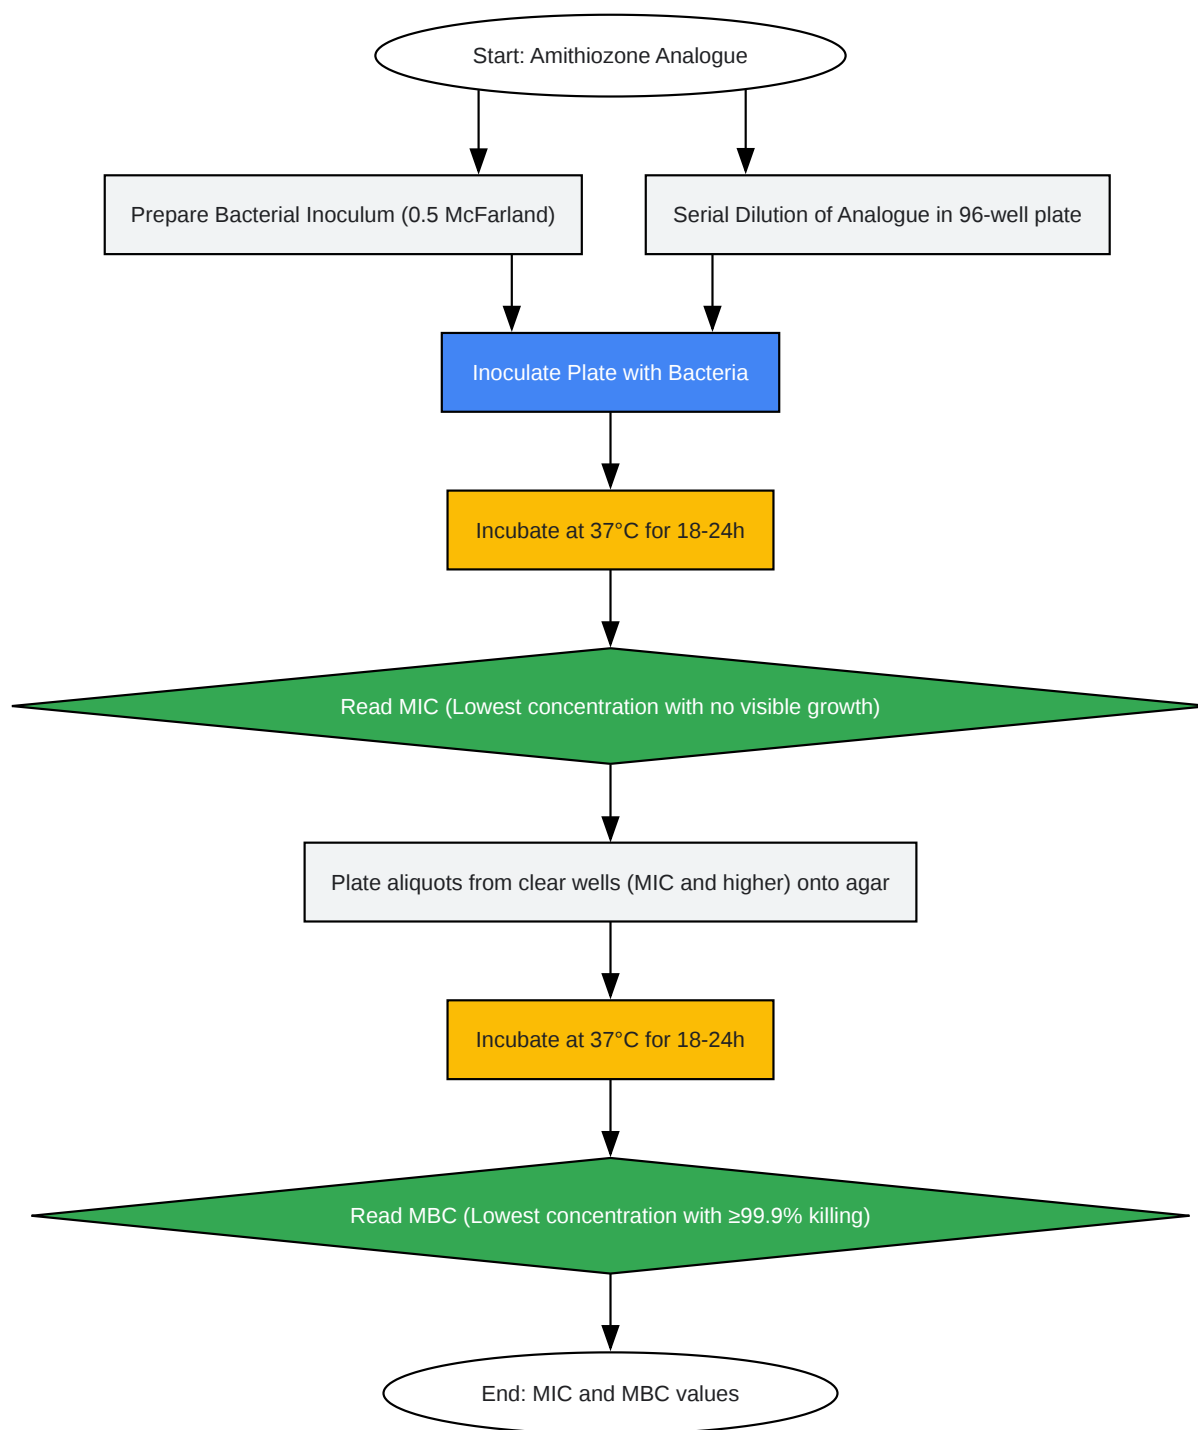 Start: Amithiozone Analogue
Prepare Bacterial Inoculum (0.5 McFarland)
Serial Dilution of Analogue in 96-well plate
Inoculate Plate with Bacteria
Incubate at 37°C for 18-24h
Read MIC (Lowest concentration with no visible growth)
Plate aliquots from clear wells (MIC and higher) onto agar
Incubate at 37°C for 18-24h
Read MBC (Lowest concentration with ≥99.9% killing)
End: MIC and MBC values